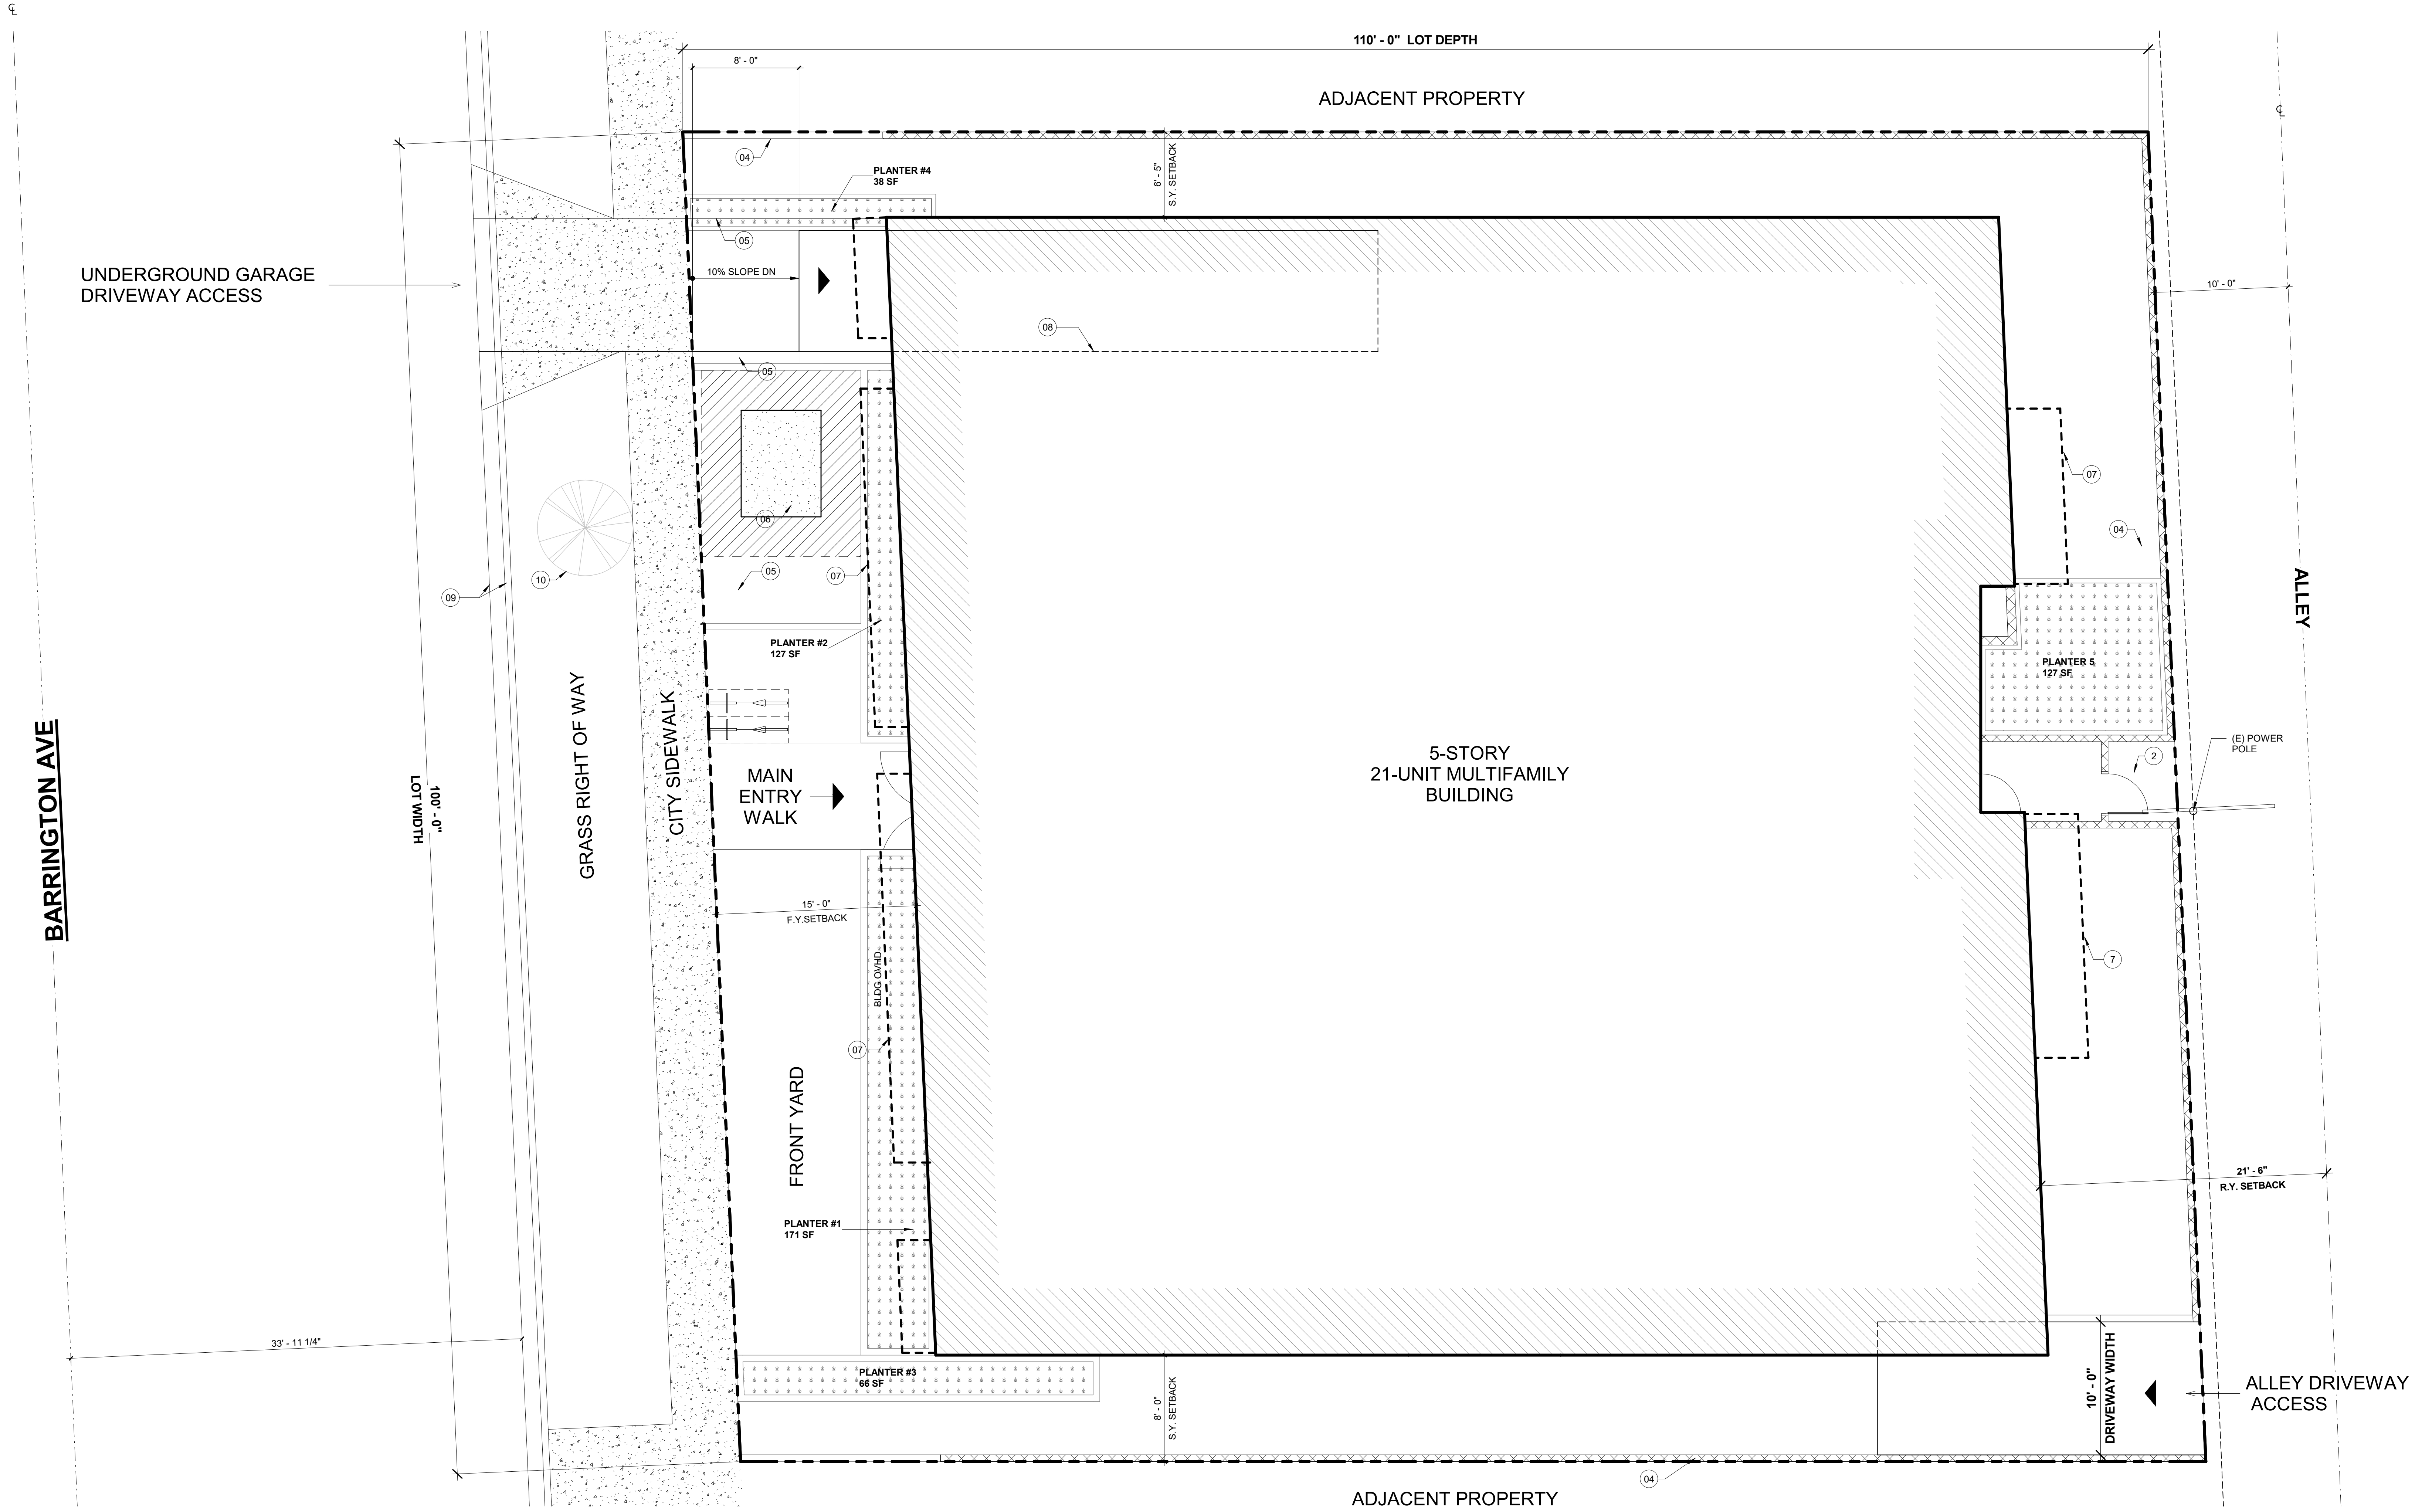 ℄
110' - 0" LOT DEPTH
8' - 0"
ADJACENT PROPERTY
℄
04
PLANTER #4
38 SF
6' - 5"
S.Y. SETBACK
05
UNDERGROUND GARAGE
DRIVEWAY ACCESS
10% SLOPE DN
10' - 0"
08
05
07
06
04
05
07
10
09
ALLEY
PLANTER #2
127 SF
PLANTER 5
127 SF
GRASS RIGHT OF WAY
CITY SIDEWALK
BARRINGTON AVE
100' - 0"
LOT WIDTH
MAIN
ENTRY
WALK
5-STORY
21-UNIT MULTIFAMILY
BUILDING
(E) POWER
POLE
2
15' - 0"
F.Y.SETBACK
BLDG OVHD
7
07
FRONT YARD
21' - 6"
R.Y. SETBACK
PLANTER #1
171 SF
33' - 11 1/4"
PLANTER #3
66 SF
8' - 0"
S.Y. SETBACK
10' - 0"
DRIVEWAY WIDTH
ALLEY DRIVEWAY
ACCESS
04
ADJACENT PROPERTY